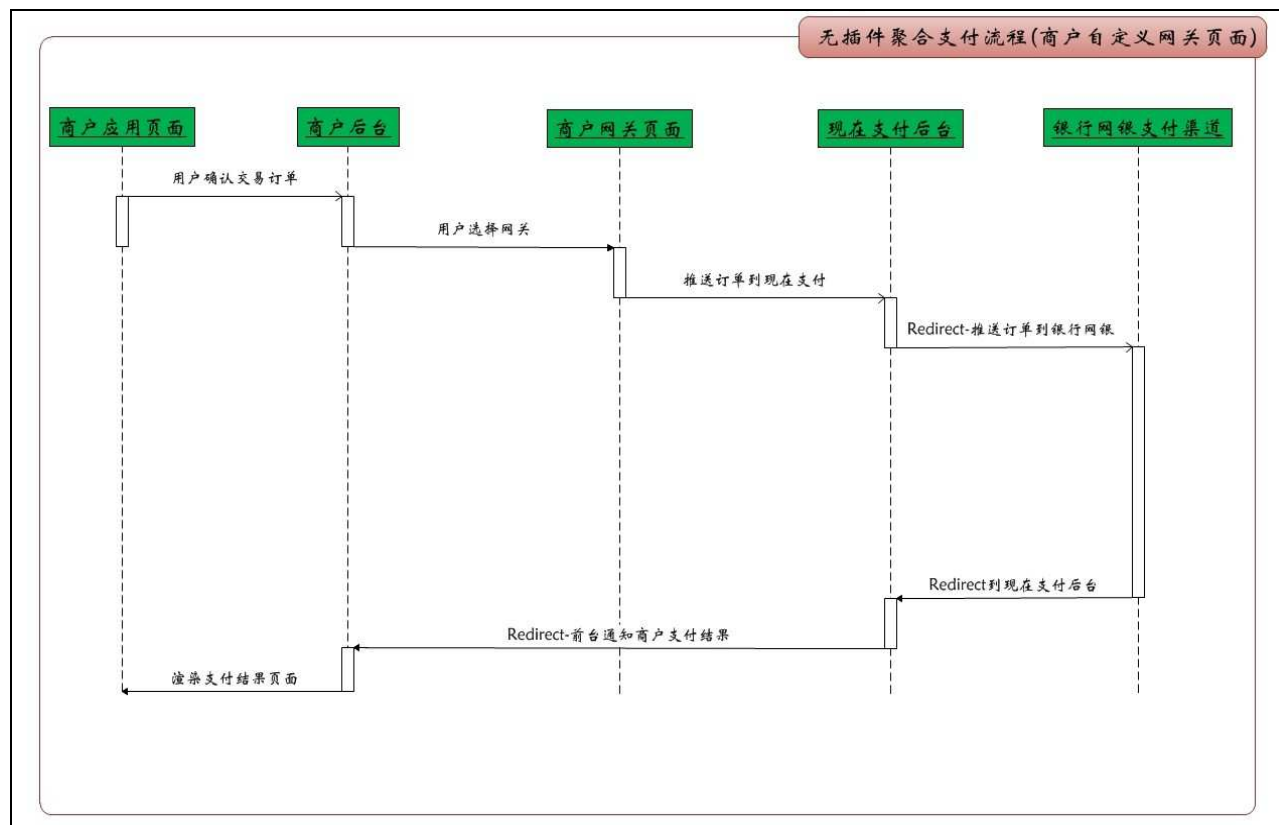 无插件聚合支付流程(商户自定义网关页面)
商户应用页面
商户后台
商户网关页面
现在支付后台
银行网银支付渠道
用户确认交易订单
用户选择网关
推送订单到现在支付
Redirect-推送订单到银行网银
Redirect到现在支付后台
Redirect-前台通知商户支付结果
渲染支付结果页面